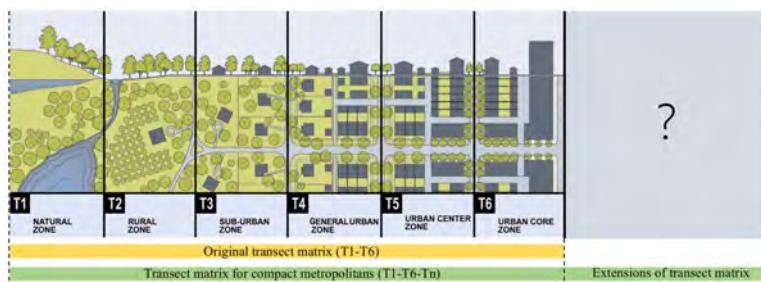 ?
T1
NATURAL
ZONE
T2
RURAL
ZONE
T3
SUB-URBAN
ZONE
T4
GENERAL URBAN
ZONE
T5
URBAN CENTER
ZONE
T6
URBAN CORE
ZONE
Original transect matrix (T1-T6)
Transect matrix for compact metropolitans (T1-T6-Tn)
Extensions of transect matrix